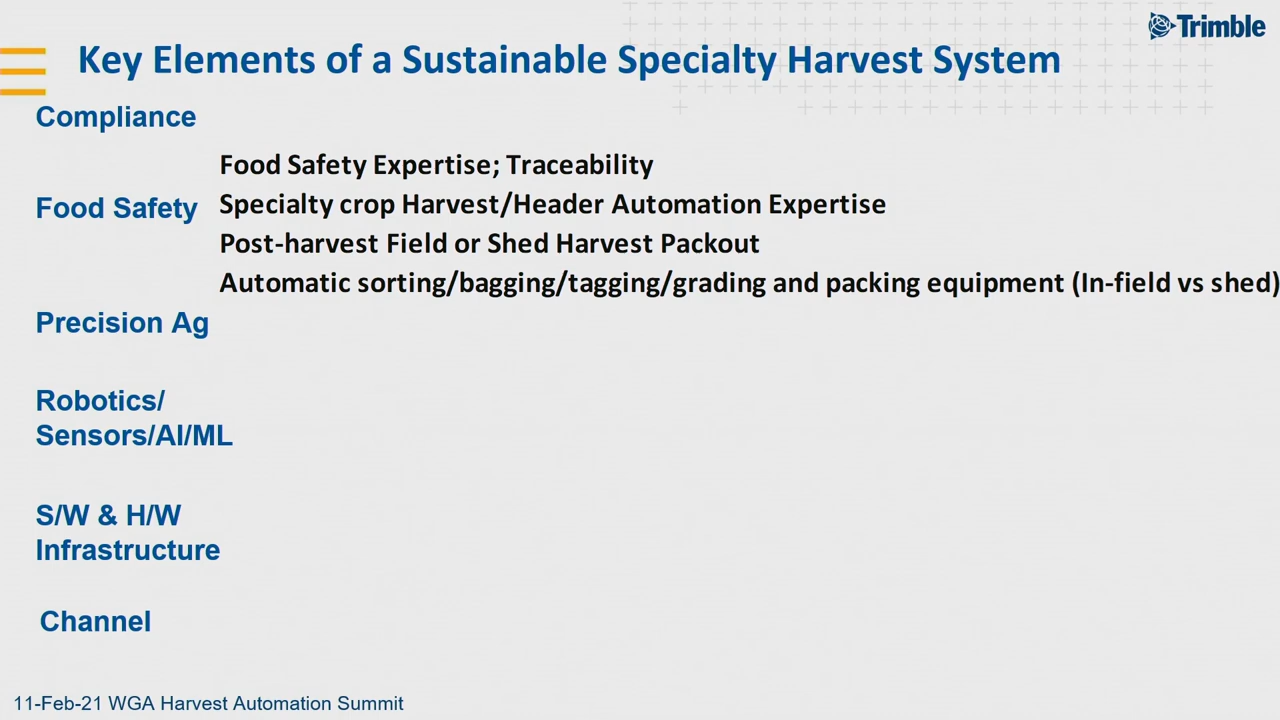 Trimble
Key Elements of a Sustainable Specialty Harvest System
Compliance
Food Safety Expertise; Traceability
Food Safety
Specialty crop Harvest/Header Automation Expertise
Post-harvest Field or Shed Harvest Packout
Automatic sorting/bagging/tagging/grading and packing equipment (In-field vs shed)
Precision Ag
Robotics/
Sensors/AI/ML
S/W & H/W
Infrastructure
Channel
11-Feb-21 WGA Harvest Automation Summit